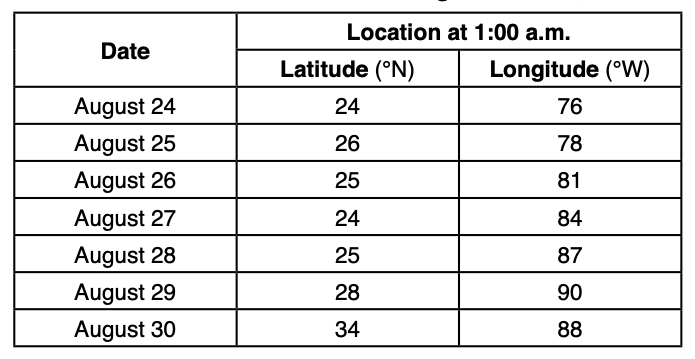 Date
Location at 1:00 a.m.
Latitude (°N) Longitude (°W)
August 24 24 76
August 25 26 78
August 26 25 81
August 27 24 84
August 28 25 87
August 29 28 90
August 30 34 88